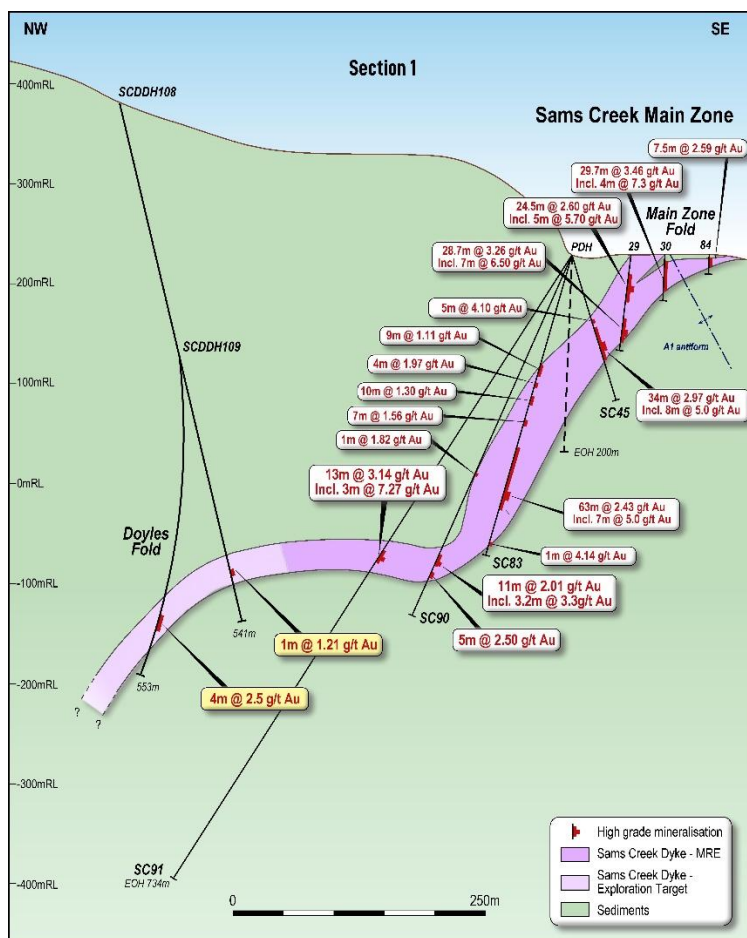 NW
SE
Section 1
400mRL
300mRL
200mRL
100mRL
0mRL
-100mRL
-200mRL
-300mRL
-400mRL
SCDDH108
Sams Creek Main Zone
7.5m @ 2.59 g/t Au
29.7m @ 3.46 g/t Au
Incl. 4m @ 7.3 g/t Au
24.5m @ 2.60 g/t Au
Incl. 5m @ 5.70 g/t Au
Main Zone
Fold
PDH
29
30
84
28.7m @ 3.26 g/t Au
Incl. 7m @ 6.50 g/t Au
5m @ 4.10 g/t Au
9m @ 1.11 g/t Au
A1 antiform
SCDDH109
4m @ 1.97 g/t Au
10m @ 1.30 g/t Au
34m @ 2.97 g/t Au
Incl. 8m @ 5.0 g/t Au
SC45
7m @ 1.56 g/t Au
1m @ 1.82 g/t Au
EOH 200m
13m @ 3.14 g/t Au
Incl. 3m @ 7.27 g/t Au
63m @ 2.43 g/t Au
Incl. 7m @ 5.0 g/t Au
Doyles
Fold
1m @ 4.14 g/t Au
SC83
11m @ 2.01 g/t Au
Incl. 3.2m @ 3.3g/t Au
SC90
5m @ 2.50 g/t Au
541m
1m @ 1.21 g/t Au
553m
4m @ 2.5 g/t Au
?
?
SC91
EOH 734m
0
250m
High grade mineralisation
Sams Creek Dyke - MRE
Sams Creek Dyke -
Exploration Target
Sediments